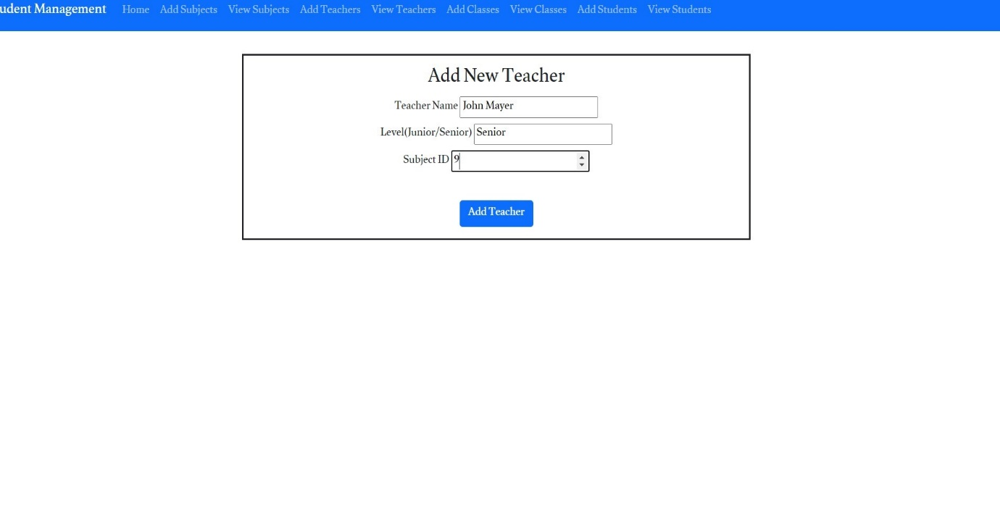 udent Management Home Add Subjects View Subjects Add Teachers View Teachers Add Classes View Classes Add Students View Students
Add New Teacher
Teacher Name John Mayer
Level(Junior/Senior) Senior
Subject ID 9
Add Teacher